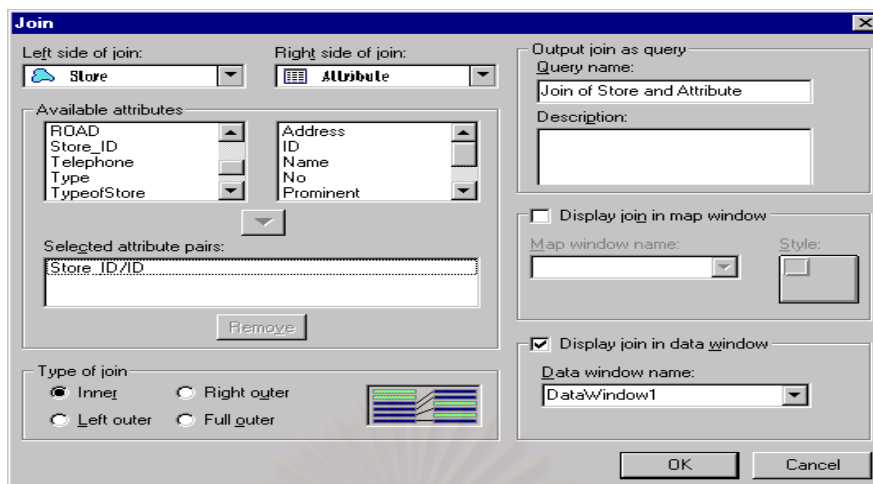 Join
Left side of join:
Store
Right side of join:
Attribute
Available attributes
ROAD
Store_ID
Telephone
Type
TypeofStore
Address
ID
Name
No
Prominent
Selected attribute pairs:
Store_ID/ID
Remove
Type of join
Inner
Right outer
Left outer
Full outer
Output join as query
Query name:
Join of Store and Attribute
Description:
Display join in map window
Map window name:
Style:
Display join in data window
Data window name:
DataWindow1
OK
Cancel